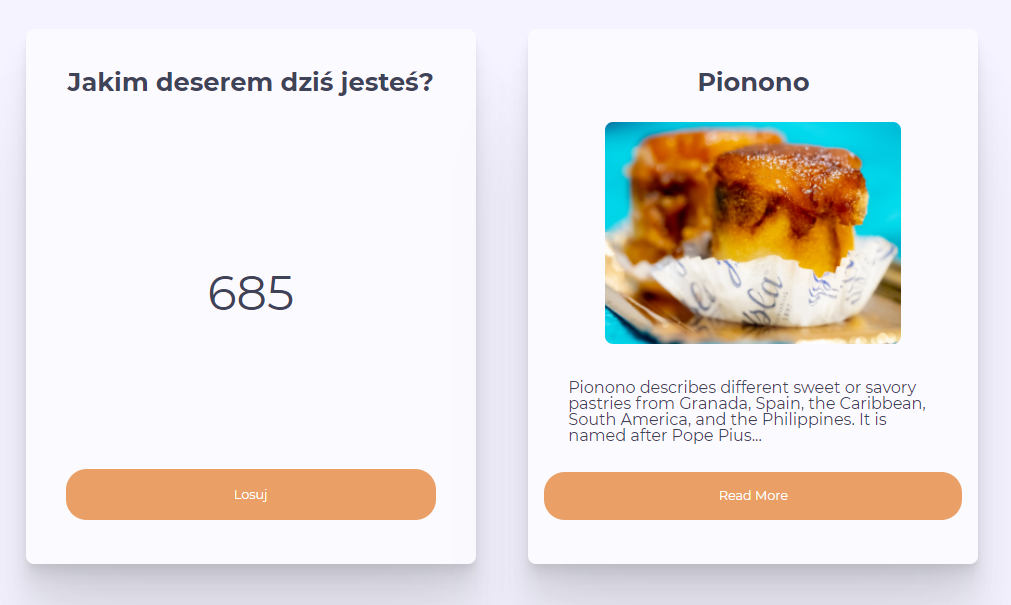 Jakim deserem dziś jesteś?
685
Losuj
Pionono
Pionono describes different sweet or savory
pastries from Granada, Spain, the Caribbean,
South America, and the Philippines. It is
named after Pope Pius...
Read More